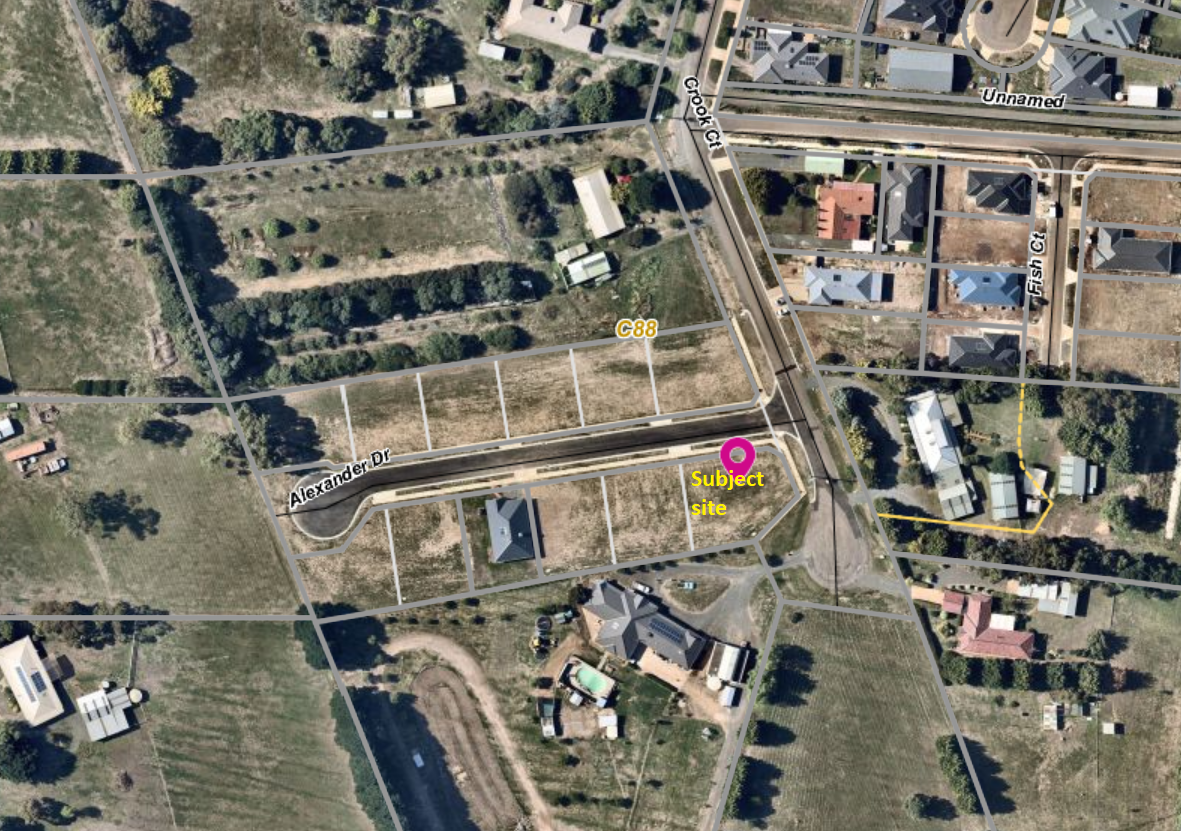 Crook Ct
Unnamed
Fish Ct
C88
Alexander Dr
Subject
site